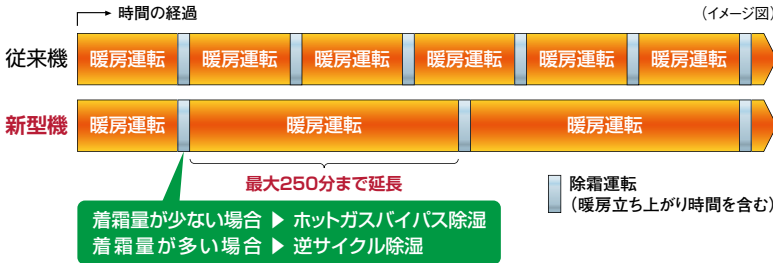 時間の経過
(イメージ図)
従来機 暖房運転 暖房運転 暖房運転 暖房運転 暖房運転 暖房運転
新型機 暖房運転 暖房運転 暖房運転
最大250分まで延長
除霜運転
(暖房立ち上がり時間を含む)
着霜量が少ない場合 ▶ ホットガスバイパス除湿
着霜量が多い場合 ▶ 逆サイクル除湿